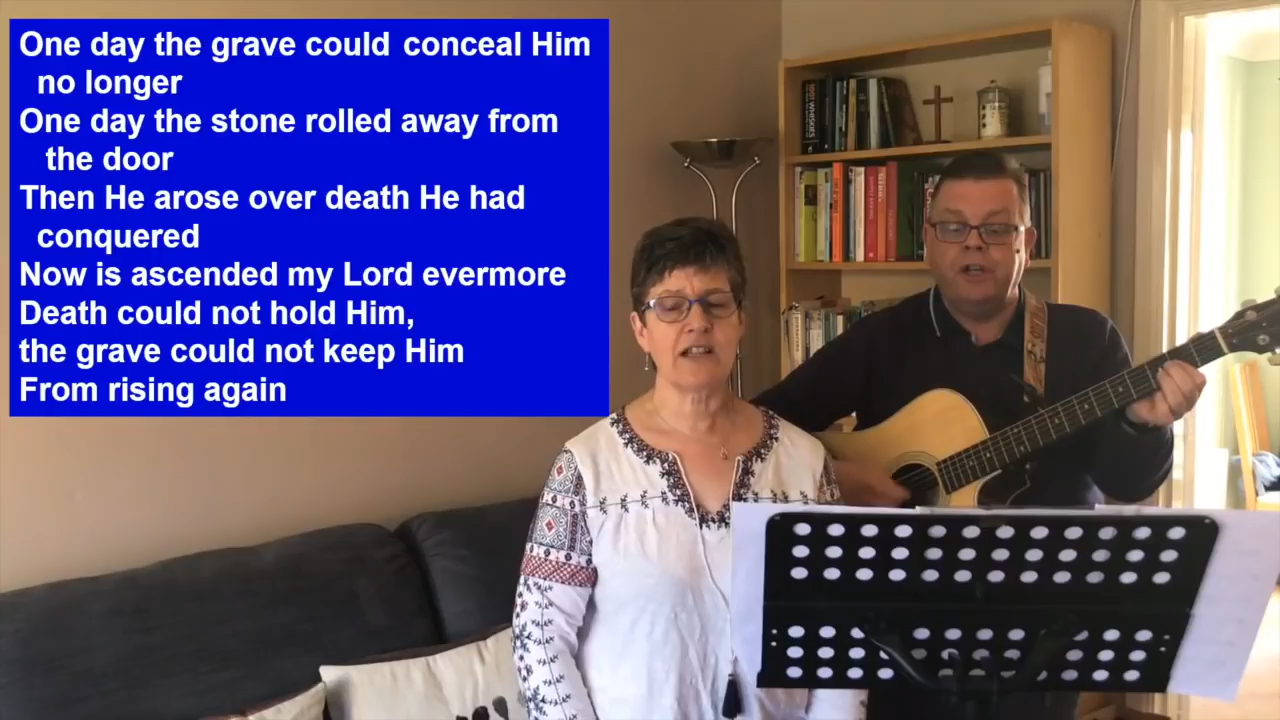 One day the grave could conceal Him
no longer
One day the stone rolled away from
the door
Then He arose over death He had
conquered
Now is ascended my Lord evermore
Death could not hold Him,
the grave could not keep Him
From rising again